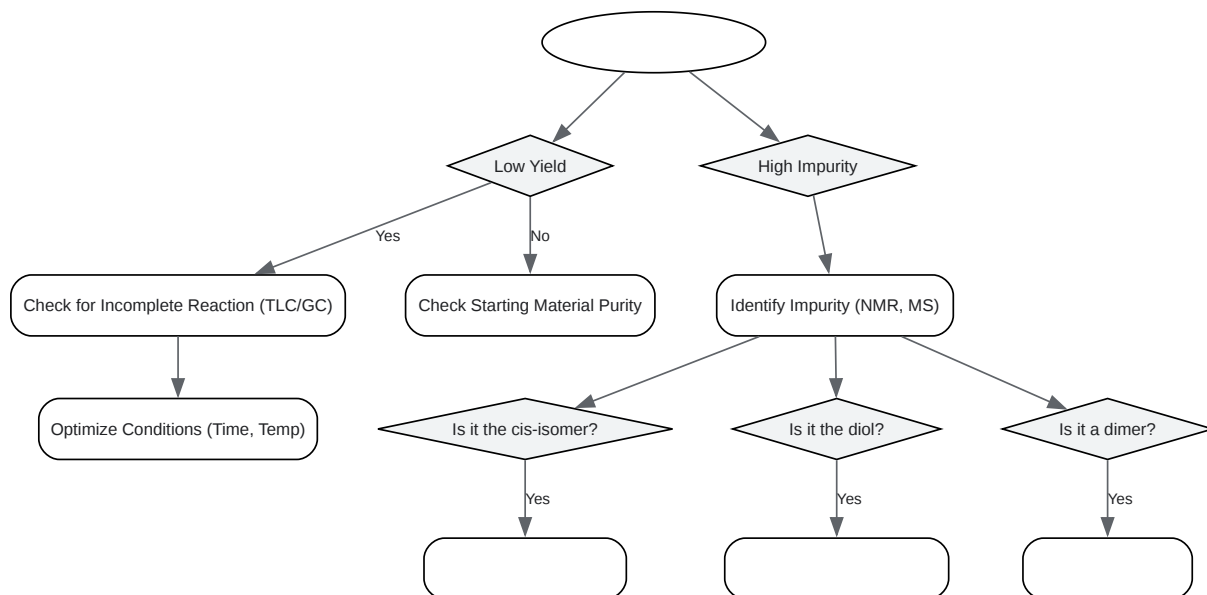 Low Yield
High Impurity
Yes
No
Check for Incomplete Reaction (TLC/GC)
Check Starting Material Purity
Identify Impurity (NMR, MS)
Optimize Conditions (Time, Temp)
Is it the cis-isomer?
Is it the diol?
Is it a dimer?
Yes
Yes
Yes